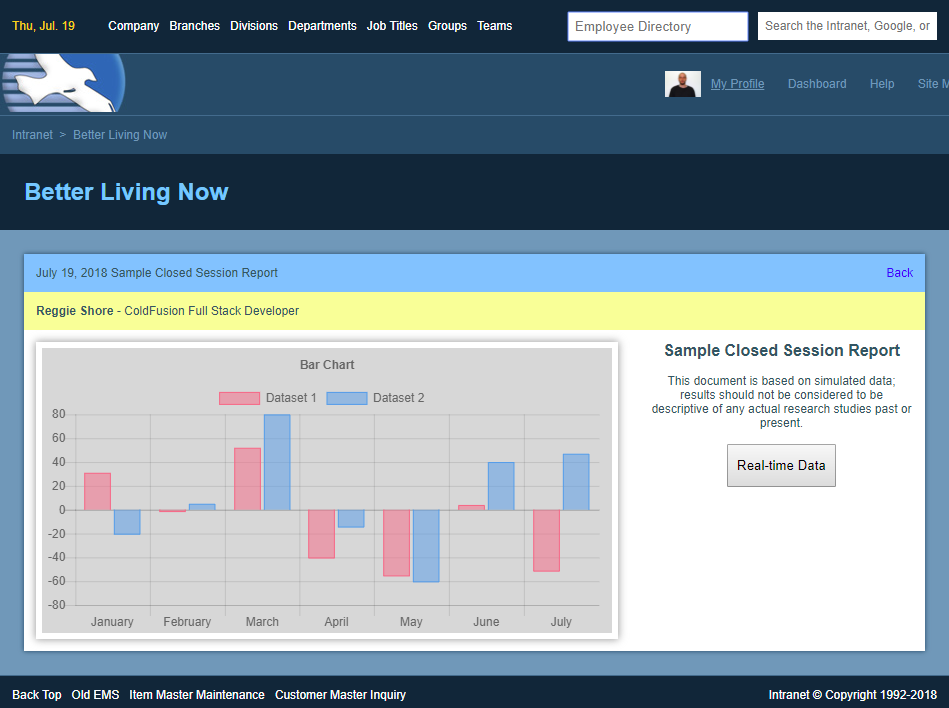 Thu, Jul. 19 Company Branches Divisions Departments Job Titles Groups Teams Employee Directory Search the Intranet, Google, or
My Profile Dashboard Help Site M
Intranet > Better Living Now
Better Living Now
July 19, 2018 Sample Closed Session Report Back
Reggie Shore - ColdFusion Full Stack Developer
Bar Chart
Dataset 1 Dataset 2
80
60
40
20
0
-20
-40
-60
-80
January February March April May June July
Sample Closed Session Report
This document is based on simulated data;
results should not be considered to be
descriptive of any actual research studies past or
present.
Real-time Data
Back Top Old EMS Item Master Maintenance Customer Master Inquiry Intranet © Copyright 1992-2018